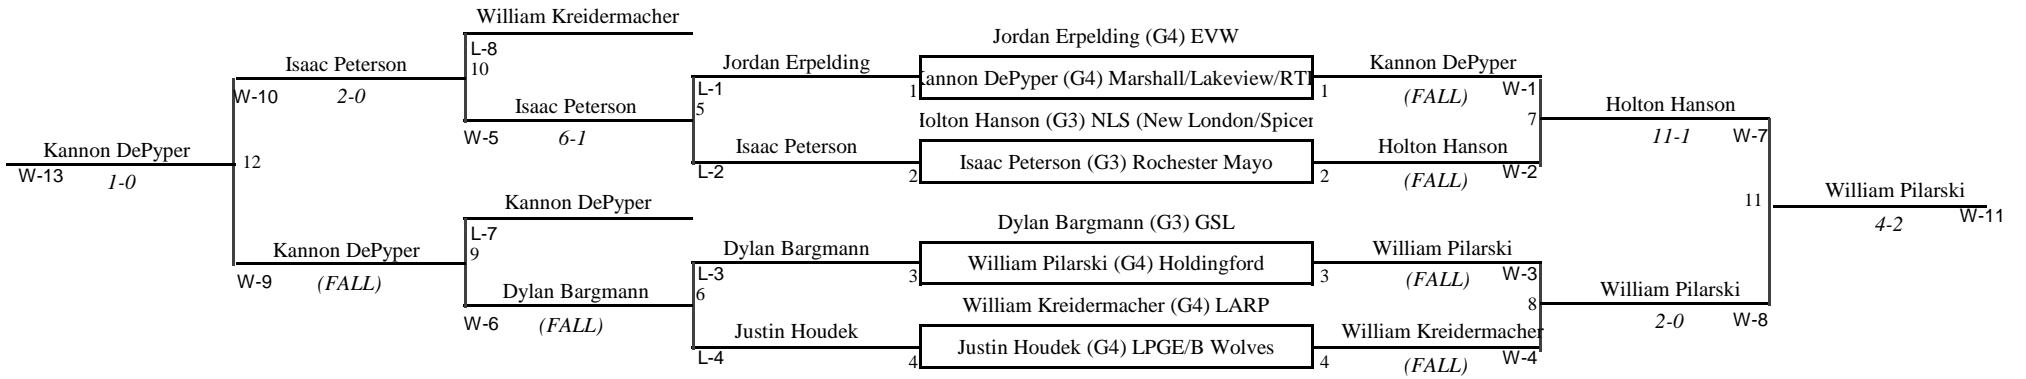 William Kreidermacher
L-8
10
Isaac Peterson
2-0
W-10
Isaac Peterson
6-1
W-5
Kannon DePyper
1-0
W-13
12
Kannon DePyper
L-7
9
Kannon DePyper
(FALL)
W-9
Dylan Bargmann
(FALL)
W-6
Jordan Erpelding
L-1
5
1
Isaac Peterson
L-2
2
Dylan Bargmann
L-3
6
3
Justin Houdek
L-4
4
Jordan Erpelding (G4) EVW
Kannon DePyper (G4) Marshall/Lakeview/RTR
Holton Hanson (G3) NLS (New London/Spicer
Isaac Peterson (G3) Rochester Mayo
Dylan Bargmann (G3) GSL
William Pilarski (G4) Holdingford
William Kreidermacher (G4) LARP
Justin Houdek (G4) LPGE/B Wolves
Kannon DePyper
1
(FALL)
W-1
7
Holton Hanson
2
(FALL)
W-2
William Pilarski
3
(FALL)
W-3
8
William Kreidermacher
4
(FALL)
W-4
Holton Hanson
11-1
W-7
11
William Pilarski
2-0
W-8
William Pilarski
4-2
W-11